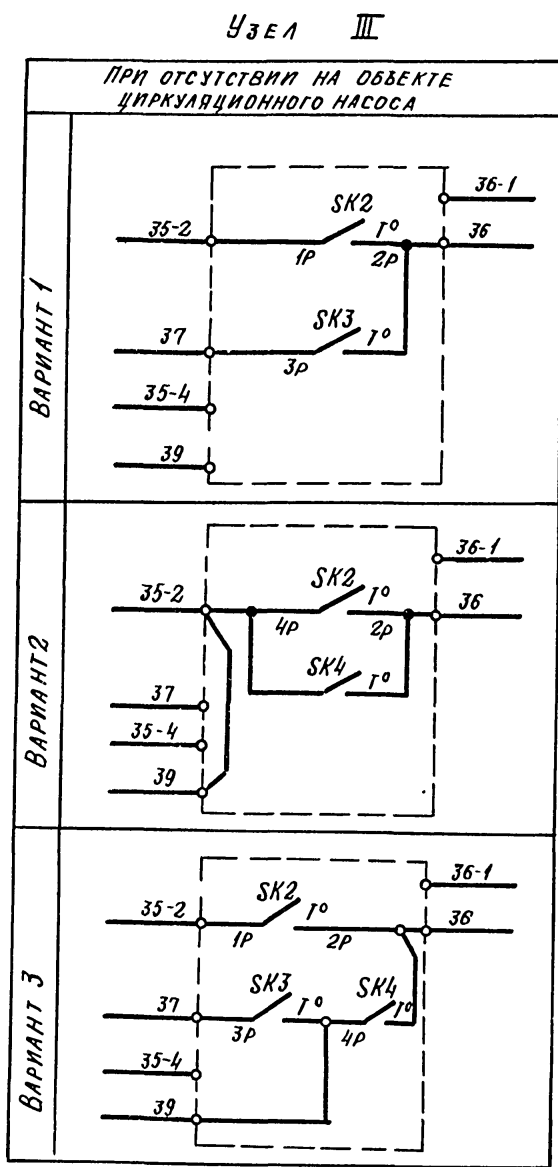 УЗЕЛ III
ПРИ ОТСУТСТВИИ НА ОБЪЕКТЕ
ЦИРКУЛЯЦИОННОГО НАСОСА
ВАРИАНТ 1
36-1
SK2
35-2
T°
36
1P
2P
SK3
37
T°
3P
35-4
39
ВАРИАНТ 2
36-1
SK2
35-2
T°
36
4P
2P
SK4
37
T°
35-4
39
ВАРИАНТ 3
36-1
SK2
35-2
T°
36
1P
2P
SK3
SK4
37
T°
T°
3P
4P
35-4
39